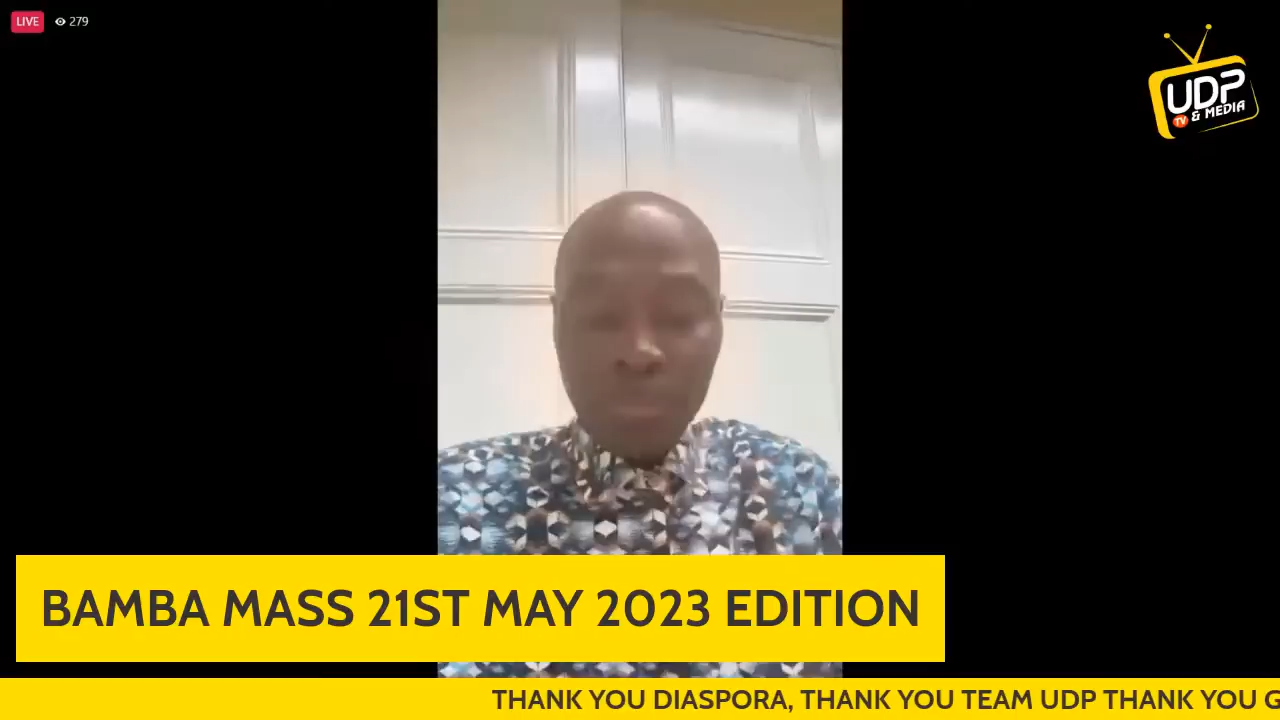 LIVE 279
UDP
TV & MEDIA
BAMBA MASS 21ST MAY 2023 EDITION
THANK YOU DIASPORA, THANK YOU TEAM UDP THANK YOU G